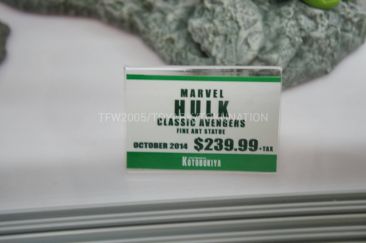 MARVEL
HULK
CLASSIC AVENGERS
FINE ART STATUE
OCTOBER 2014 $239.99+TAX
KOTOBUKIYA